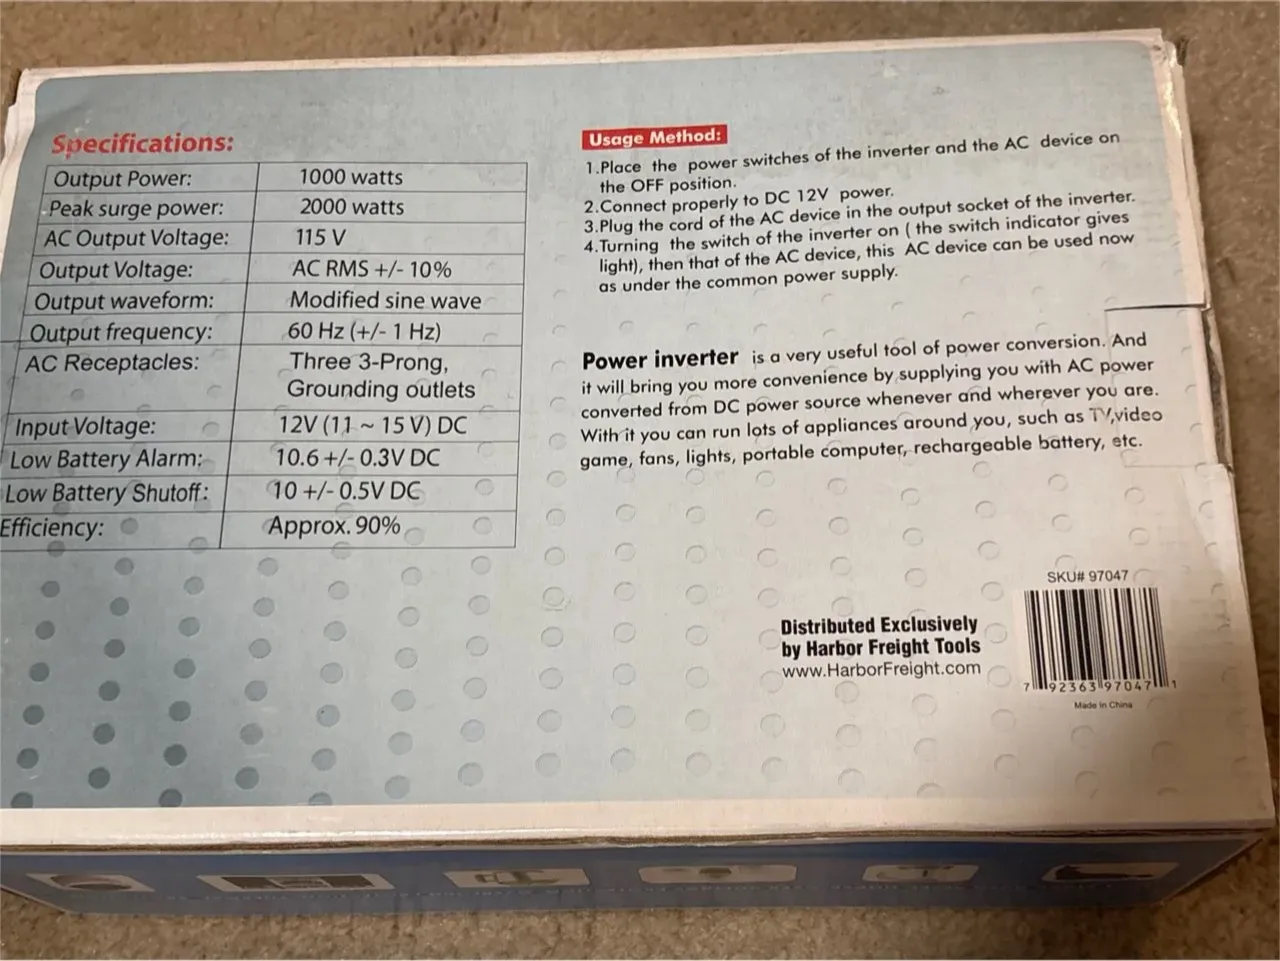 Specifications:
Output Power: 1000 watts
Peak surge power: 2000 watts
AC Output Voltage: 115 V
Output Voltage: AC RMS +/- 10%
Output waveform: Modified sine wave
Output frequency: 60 Hz (+/- 1 Hz)
AC Receptacles: Three 3-Prong,
Grounding outlets
Input Voltage: 12V (11 ~ 15 V) DC
Low Battery Alarm: 10.6 +/- 0.3V DC
Low Battery Shutoff: 10 +/- 0.5V DC
Efficiency: Approx. 90%
Usage Method:
1.Place the power switches of the inverter and the AC device on
the OFF position.
2.Connect properly to DC 12V power.
3.Plug the cord of the AC device in the output socket of the inverter.
4.Turning the switch of the inverter on ( the switch indicator gives
light), then that of the AC device, this AC device can be used now
as under the common power supply.
Power inverter is a very useful tool of power conversion. And
it will bring you more convenience by supplying you with AC power
converted from DC power source whenever and wherever you are.
With it you can run lots of appliances around you, such as TV,video
game, fans, lights, portable computer, rechargeable battery, etc.
SKU# 97047
Distributed Exclusively
by Harbor Freight Tools
www.HarborFreight.com
7 92363 97047 1
Made in China